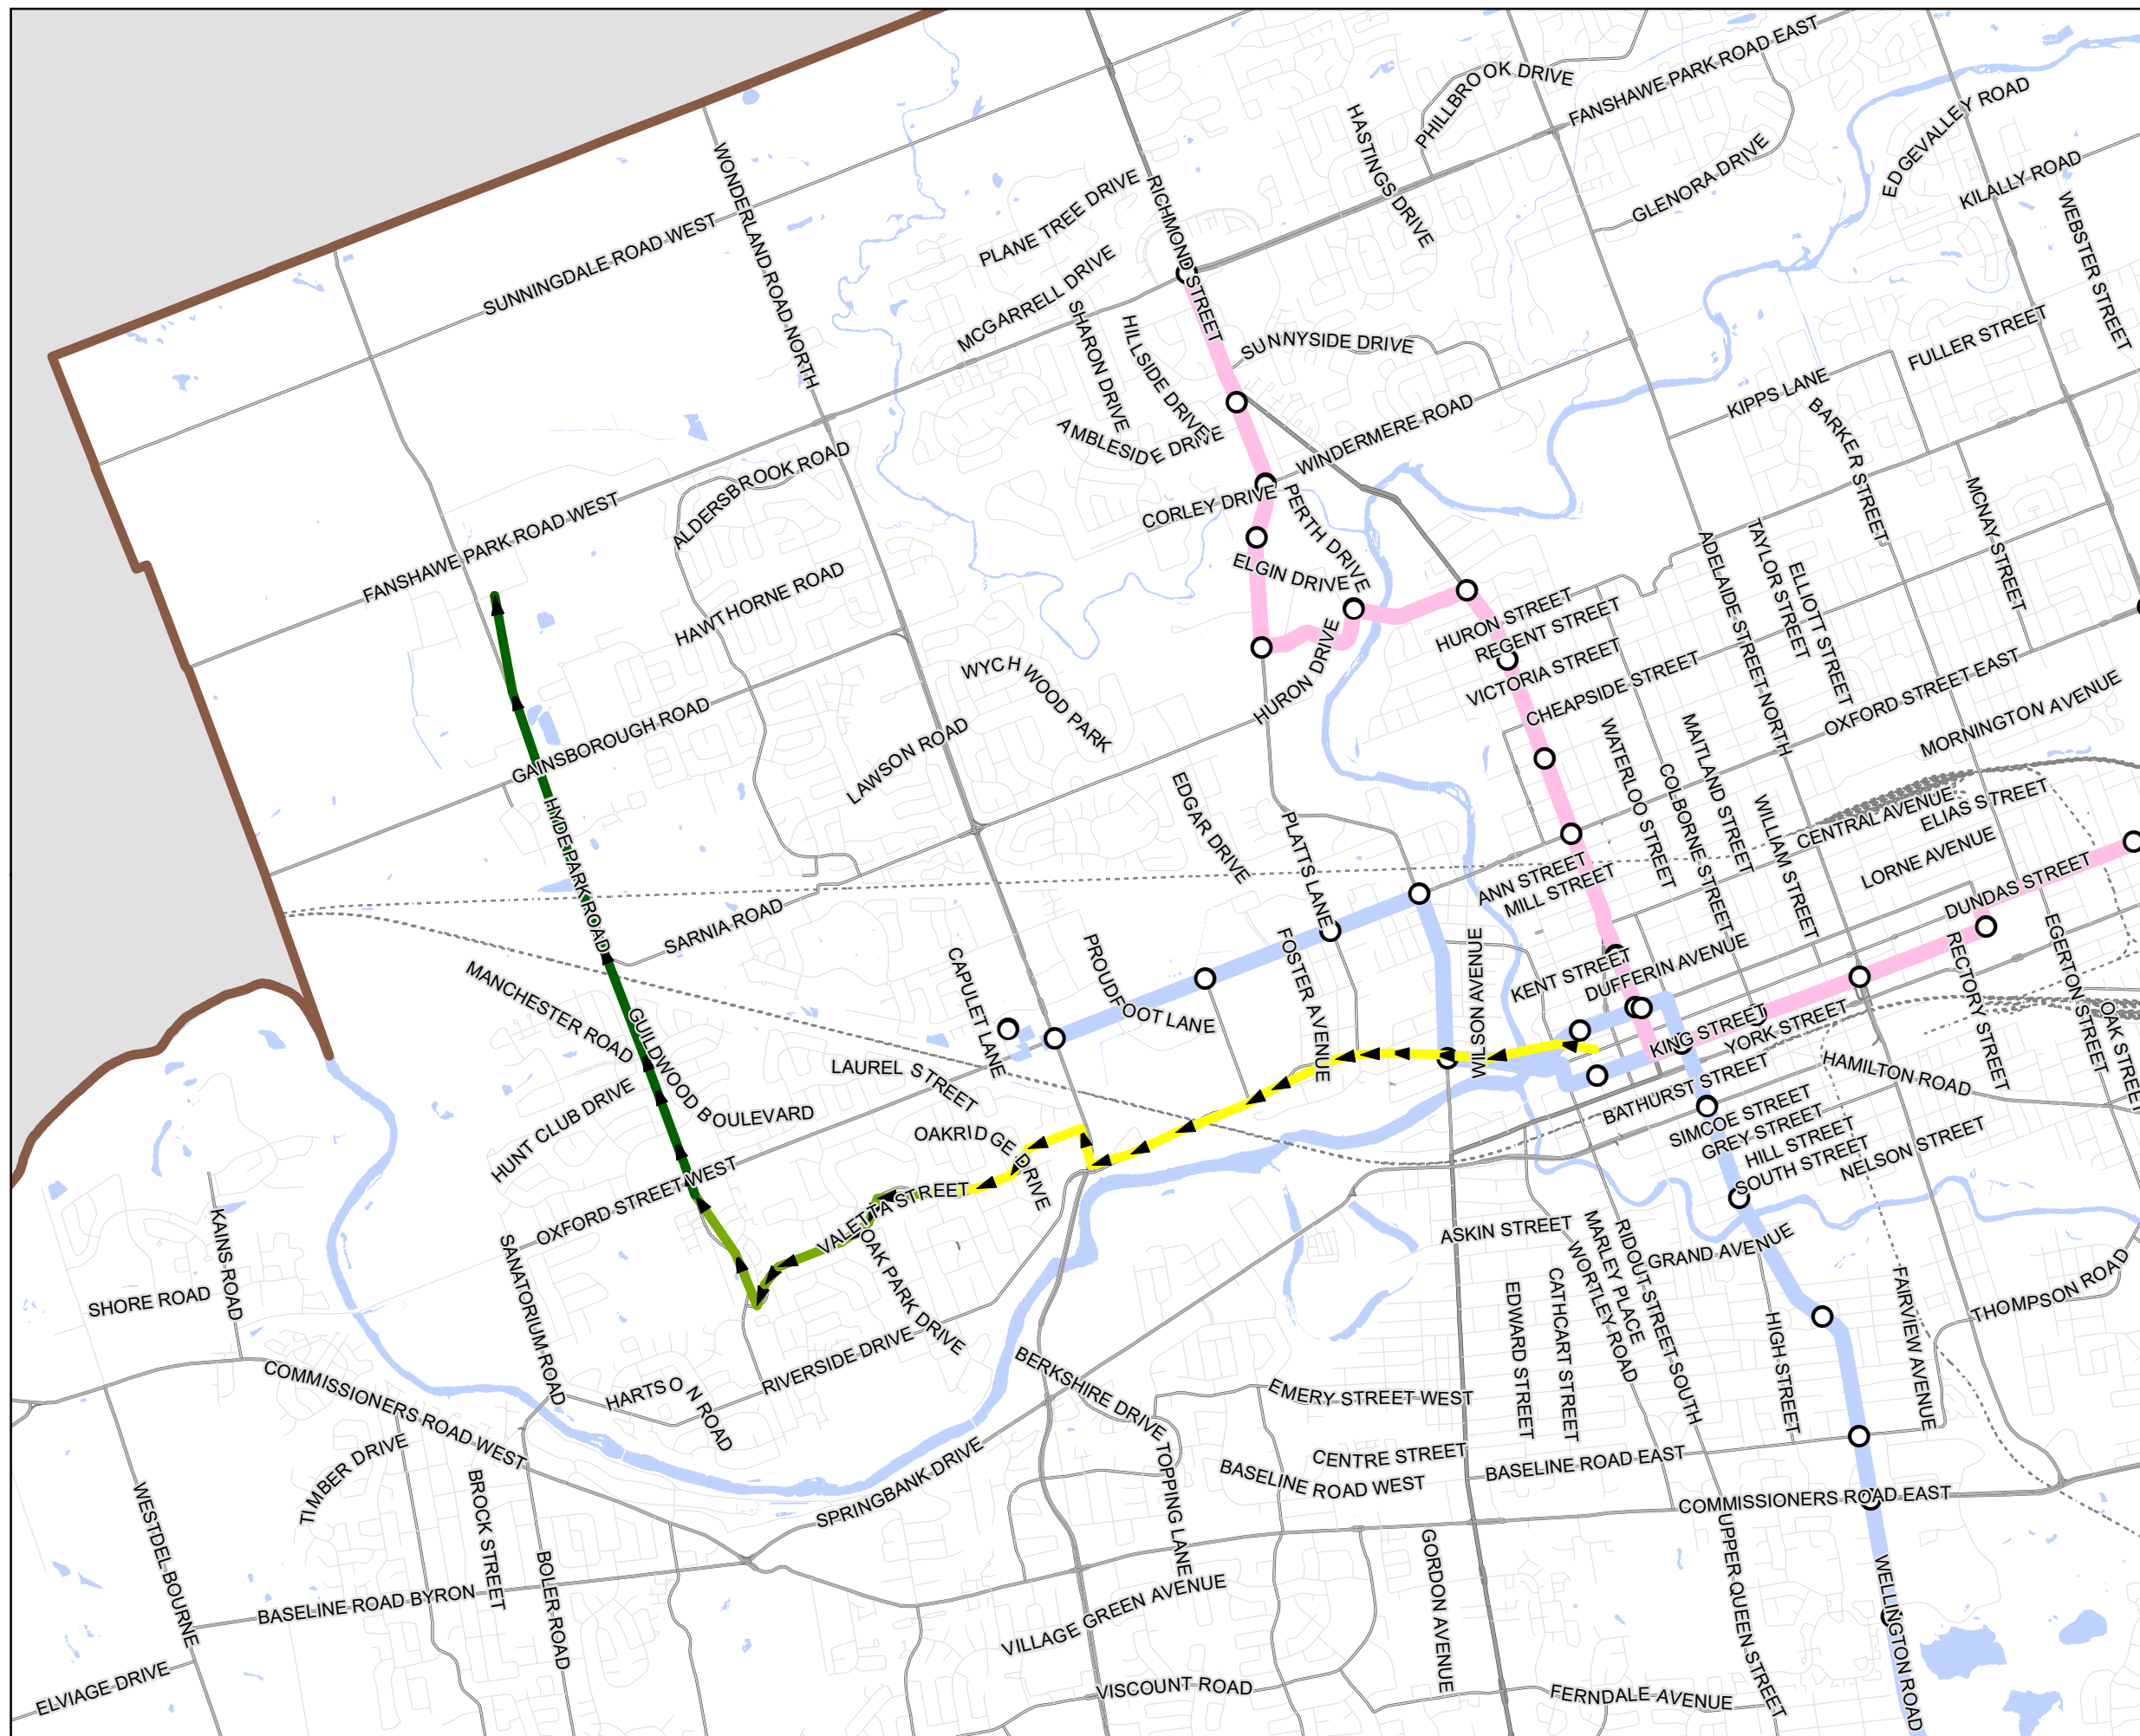 FANSHAWE PARK ROAD EAST
PHILLBROOK DRIVE
EDGEVALLEY ROAD
HASTINGS DRIVE
GLENORA DRIVE
KILALLY ROAD
WEBSTER STREET
WONDERLAND ROAD NORTH
PLANE TREE DRIVE
RICHMOND STREET
SUNNINGDALE ROAD WEST
MCGARRELL DRIVE
SHARON DRIVE
HILLSIDE DRIVE
SUNNYSIDE DRIVE
FULLER STREET
KIPPS LANE
BARKER STREET
AMBLESIDE DRIVE
WINDERMERE ROAD
ALDERSBROOK ROAD
CORLEY DRIVE
PERTH DRIVE
MCNAY STREET
FANSHAWE PARK ROAD WEST
ADELAIDE STREET NORTH
TAYLOR STREET
ELLIOTT STREET
HAWTHORNE ROAD
ELGIN DRIVE
HURON STREET
REGENT STREET
HURON DRIVE
VICTORIA STREET
CHEAPSIDE STREET
OXFORD STREET EAST
WYCHWOOD PARK
MORNINGTON AVENUE
GAINSBOROUGH ROAD
LAWSON ROAD
WATERLOO STREET
MAITLAND STREET
COLBORNE STREET
WILLIAM STREET
EDGAR DRIVE
PLATTS LANE
CENTRAL AVENUE
ELIAS STREET
LORNE AVENUE
HYDE PARK ROAD
ANN STREET
MILL STREET
DUNDAS STREET
SARNIA ROAD
CAPULET LANE
PROUDFOOT LANE
FOSTER AVENUE
WILSON AVENUE
KENT STREET
DUFFERIN AVENUE
RECTORY STREET
EGERTON STREET
OAK STREET
MANCHESTER ROAD
GUILDWOOD BOULEVARD
KING STREET
YORK STREET
LAUREL STREET
BATHURST STREET
HAMILTON ROAD
HUNT CLUB DRIVE
OAKRIDGE DRIVE
SIMCOE STREET
GREY STREET
HILL STREET
SOUTH STREET
NELSON STREET
OXFORD STREET WEST
VALETTA STREET
OAK PARK DRIVE
KAINS ROAD
SHORE ROAD
SANATORIUM ROAD
ASKIN STREET
MARLEY PLACE
WORTLEY ROAD
RIDOUT STREET SOUTH
GRAND AVENUE
FAIRVIEW AVENUE
THOMPSON ROAD
EDWARD STREET
CATHCART STREET
HIGH STREET
RIVERSIDE DRIVE
COMMISSIONERS ROAD WEST
HARTSON ROAD
BERKSHIRE DRIVE
EMERY STREET WEST
TIMBER DRIVE
SPRINGBANK DRIVE
TOPPING LANE
CENTRE STREET
BASELINE ROAD WEST
BASELINE ROAD EAST
COMMISSIONERS ROAD EAST
WESTDEL BOURNE
BROCK STREET
BOLER ROAD
GORDON AVENUE
UPPER QUEEN STREET
WELLINGTON ROAD
BASELINE ROAD BYRON
VILLAGE GREEN AVENUE
ELVIAGE DRIVE
VISCOUNT ROAD
FERNDALE AVENUE